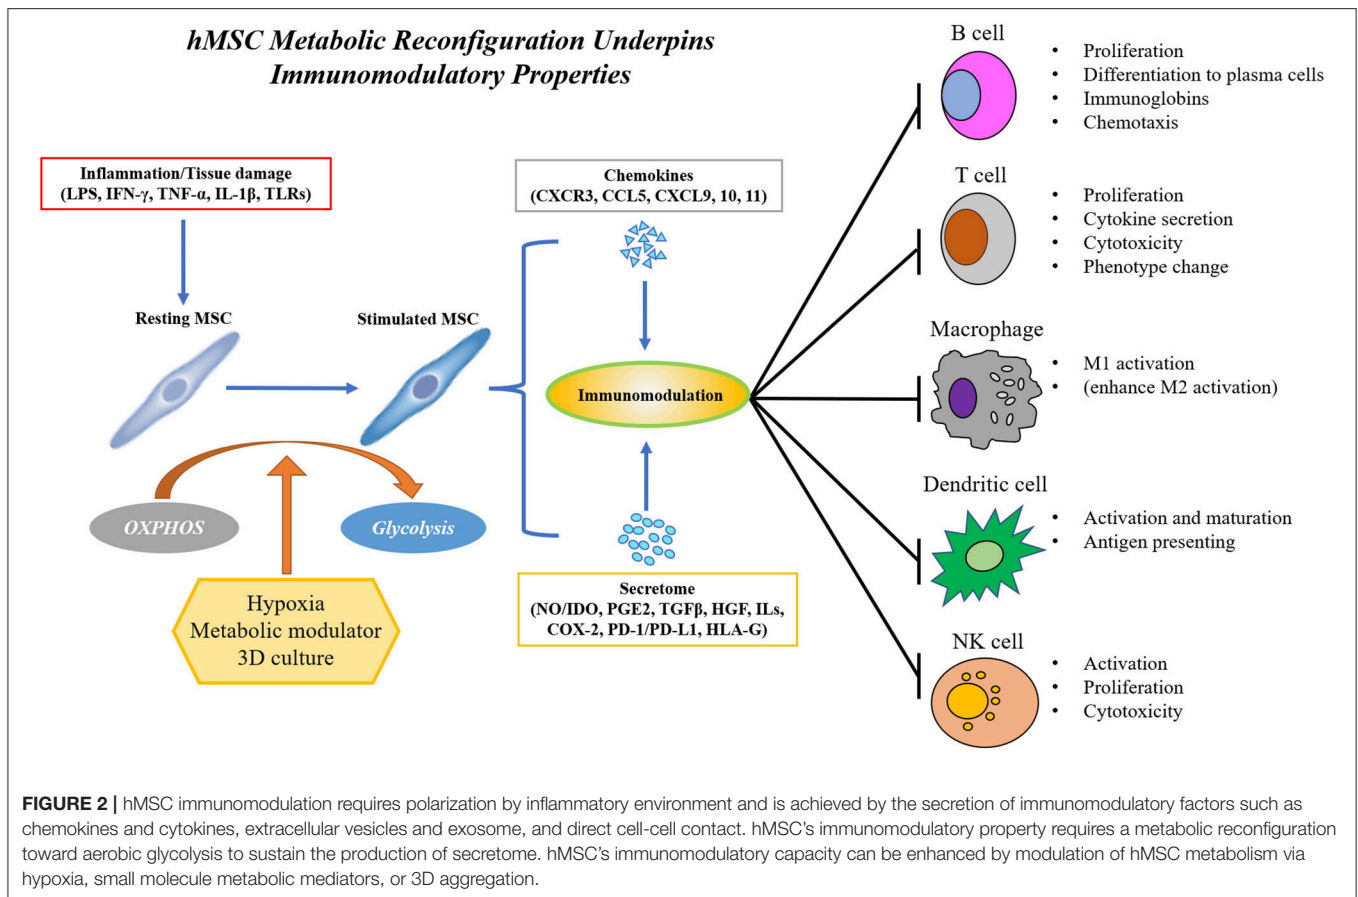 hMSC Metabolic Reconfiguration Underpins
Immunomodulatory Properties
Inflammation/Tissue damage
(LPS, IFN-γ, TNF-α, IL-1β, TLRs)
Resting MSC
Stimulated MSC
OXPHOS
Glycolysis
Hypoxia
Metabolic modulator
3D culture
Chemokines
(CXCR3, CCL5, CXCL9, 10, 11)
Immunomodulation
Secretome
(NO/IDO, PGE2, TGFβ, HGF, ILs,
COX-2, PD-1/PD-L1, HLA-G)
B cell
• Proliferation
• Differentiation to plasma cells
• Immunoglobins
• Chemotaxis
T cell
• Proliferation
• Cytokine secretion
• Cytotoxicity
• Phenotype change
Macrophage
• M1 activation
• (enhance M2 activation)
Dendritic cell
• Activation and maturation
• Antigen presenting
NK cell
• Activation
• Proliferation
• Cytotoxicity
FIGURE 2 | hMSC immunomodulation requires polarization by inflammatory environment and is achieved by the secretion of immunomodulatory factors such as
chemokines and cytokines, extracellular vesicles and exosome, and direct cell-cell contact. hMSC's immunomodulatory property requires a metabolic reconfiguration
toward aerobic glycolysis to sustain the production of secretome. hMSC's immunomodulatory capacity can be enhanced by modulation of hMSC metabolism via
hypoxia, small molecule metabolic mediators, or 3D aggregation.